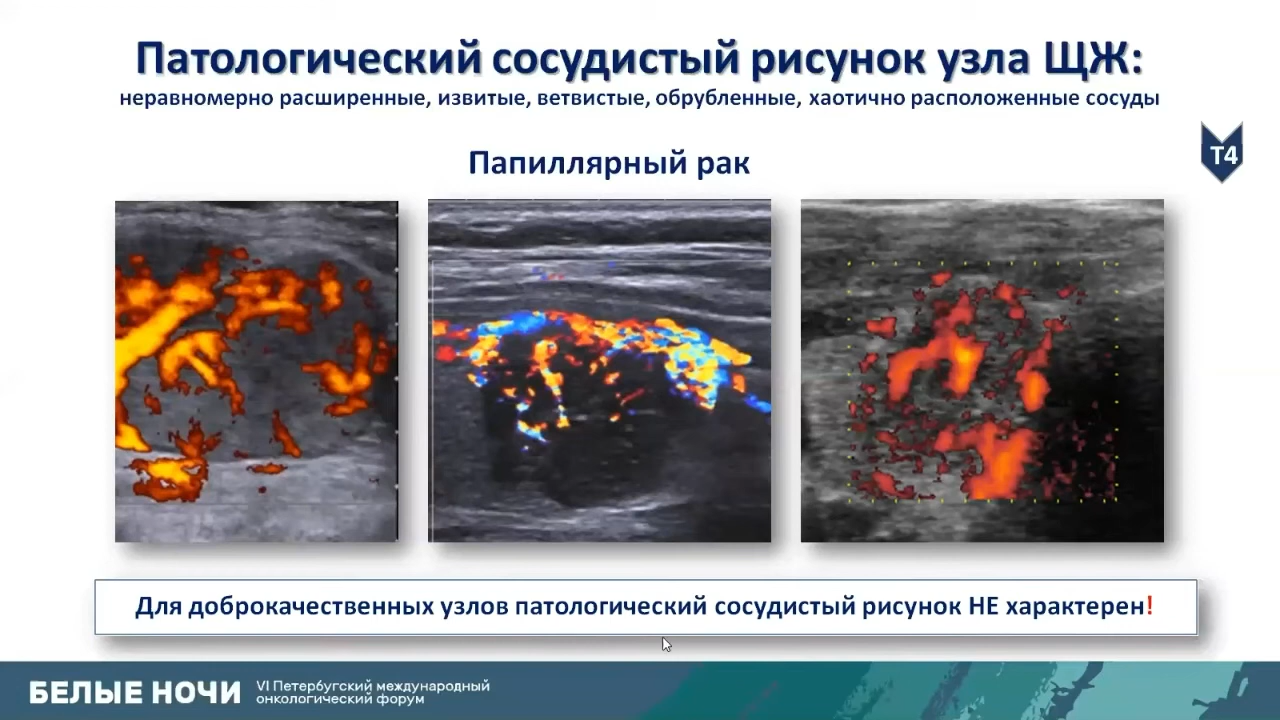 Патологический сосудистый рисунок узла ЩЖ:
неравномерно расширенные, извитые, ветвистые, обрубленные, хаотично расположенные сосуды
T4
Папиллярный рак
Для доброкачественных узлов патологический сосудистый рисунок НЕ характерен!
БЕЛЫЕ НОЧИ
VI Петербургский международный
онкологический форум